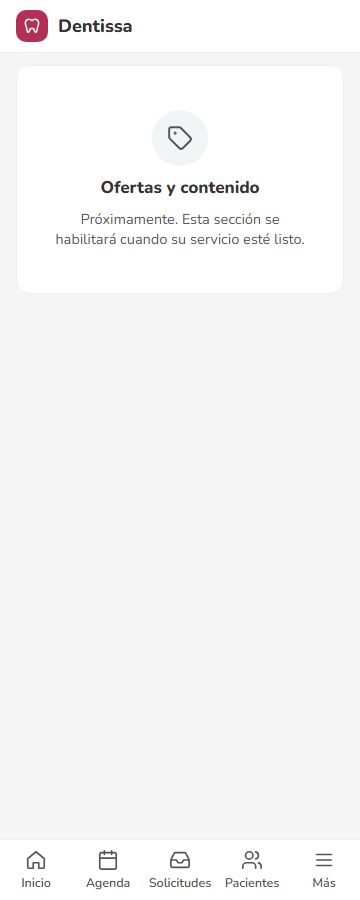 Dentissa
Ofertas y contenido
Próximamente. Esta sección se
habilitará cuando su servicio esté listo.
Inicio
Agenda
Solicitudes
Pacientes
Más